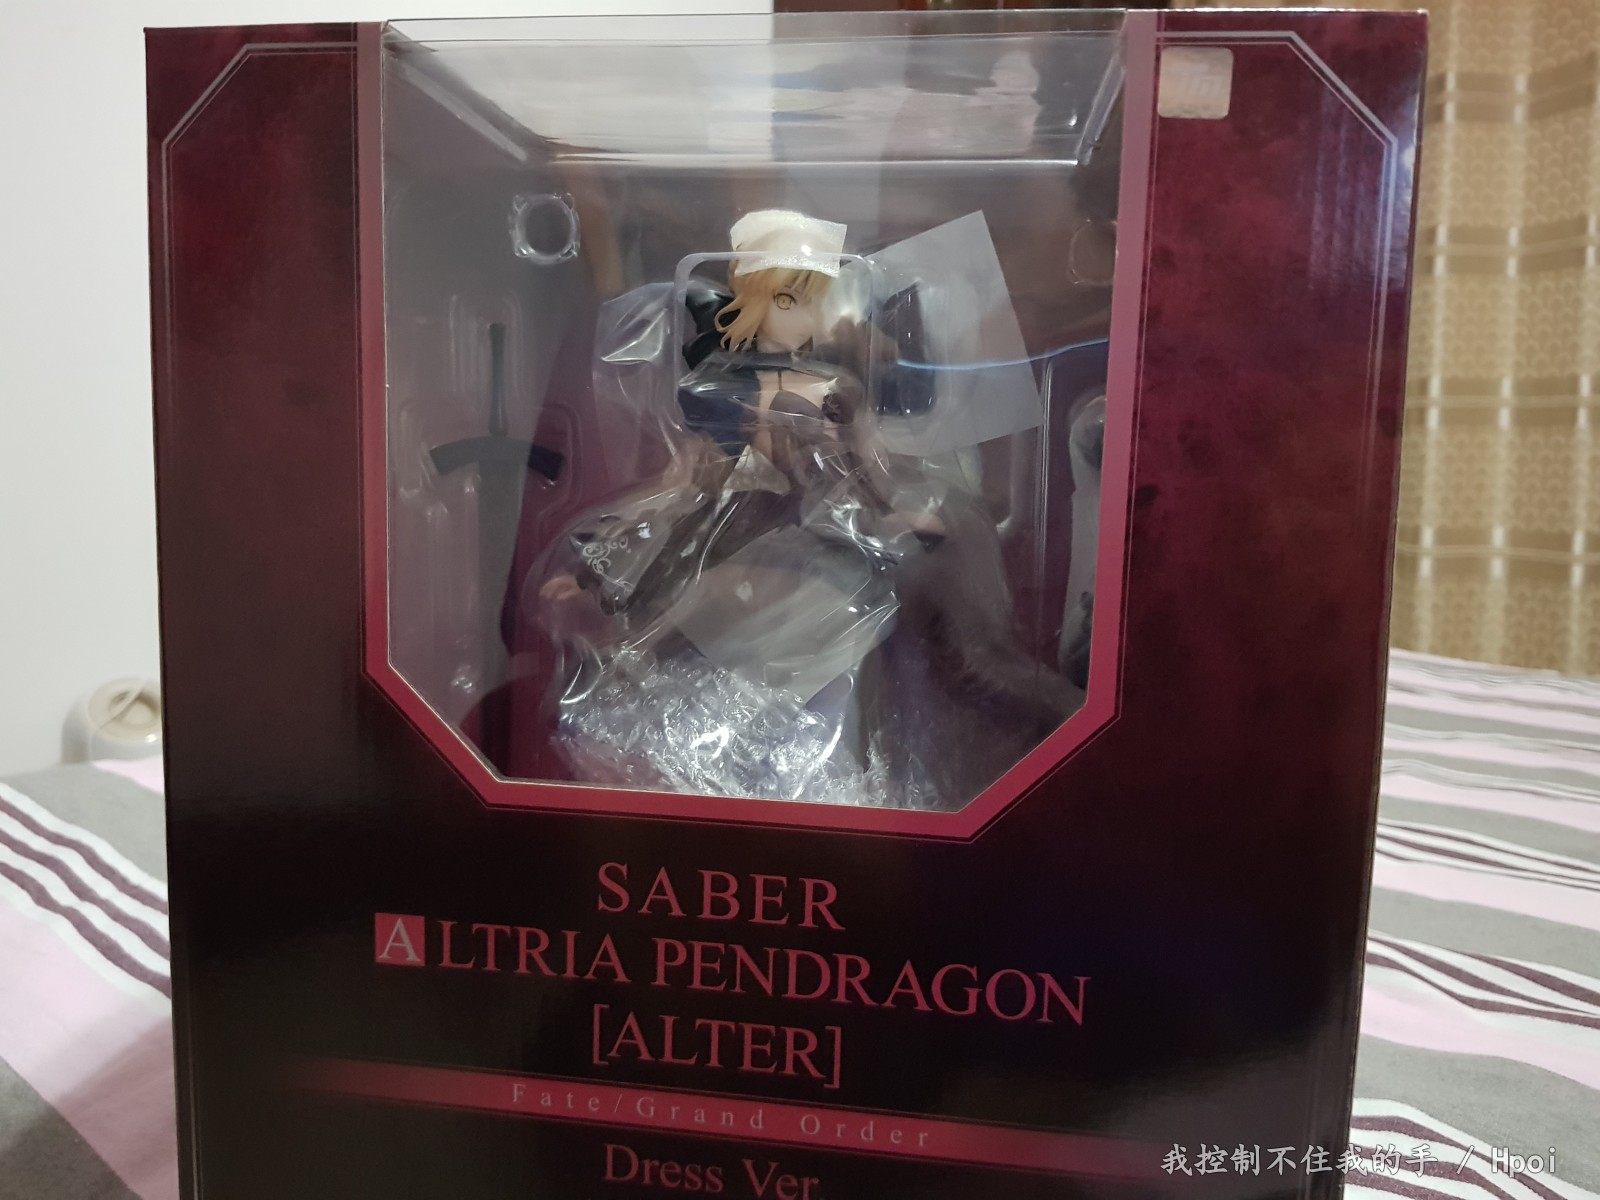 SABER
ALTRIA PENDRAGON
[ALTER]
Fate/Grand Order
Dress Ver.
我控制不住我的手 / Hpoi